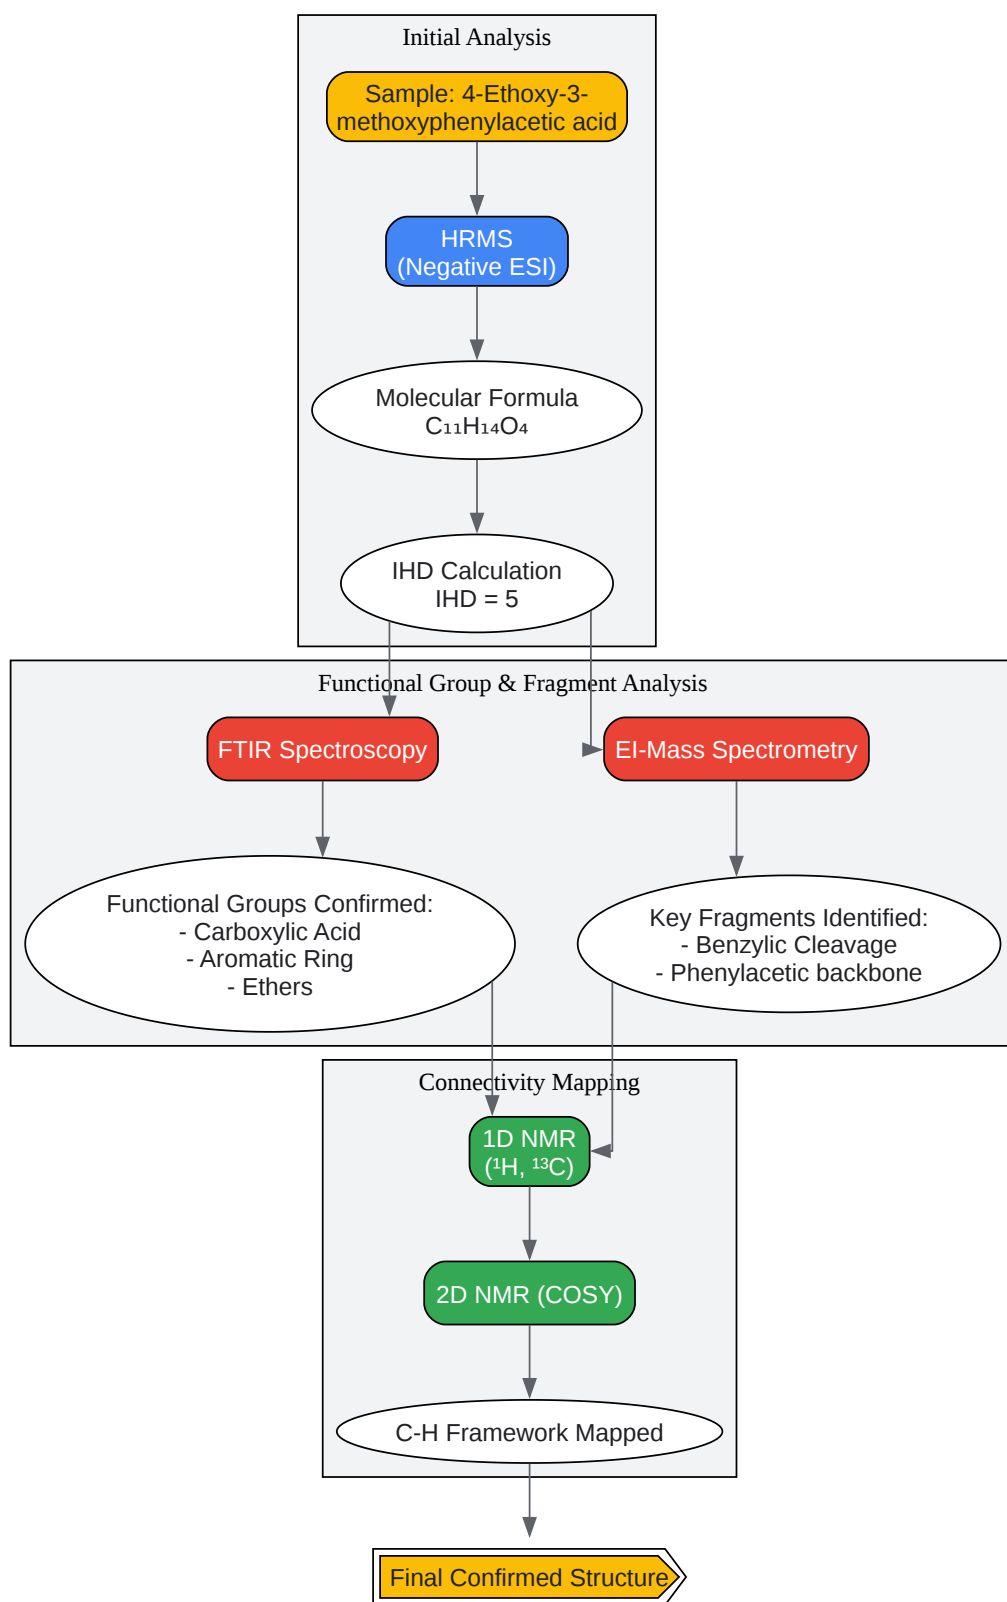 Initial Analysis
Sample: 4-Ethoxy-3-
methoxyphenylacetic acid
HRMS
(Negative ESI)
Molecular Formula
C₁₁H₁₄O₄
IHD Calculation
IHD = 5
Functional Group & Fragment Analysis
FTIR Spectroscopy
EI-Mass Spectrometry
Functional Groups Confirmed:
- Carboxylic Acid
- Aromatic Ring
- Ethers
Key Fragments Identified:
- Benzylic Cleavage
- Phenylacetic backbone
Connectivity Mapping
1D NMR
(¹H, ¹³C)
2D NMR (COSY)
C-H Framework Mapped
Final Confirmed Structure